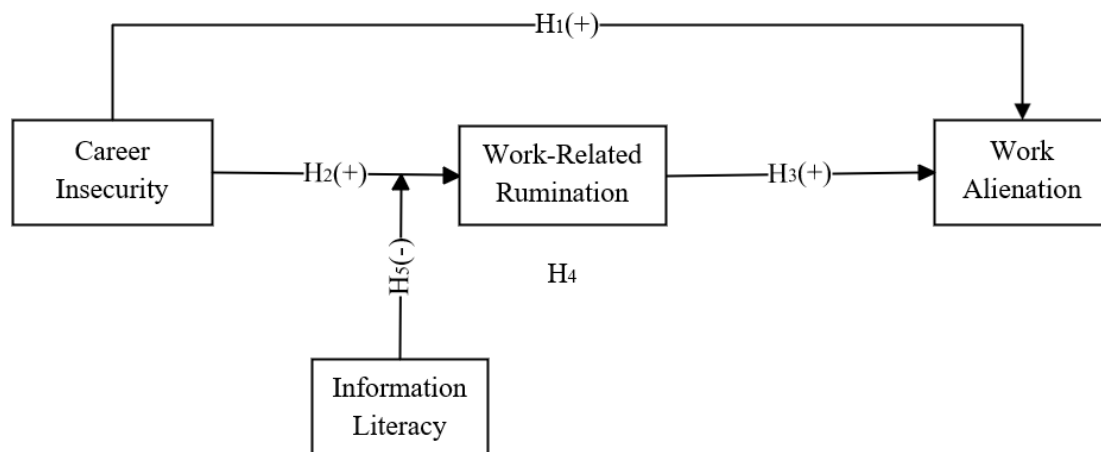 H1(+)
Career
Insecurity
H2(+)
Work-Related
Rumination
H3(+)
Work
Alienation
H5(-)
H4
Information
Literacy